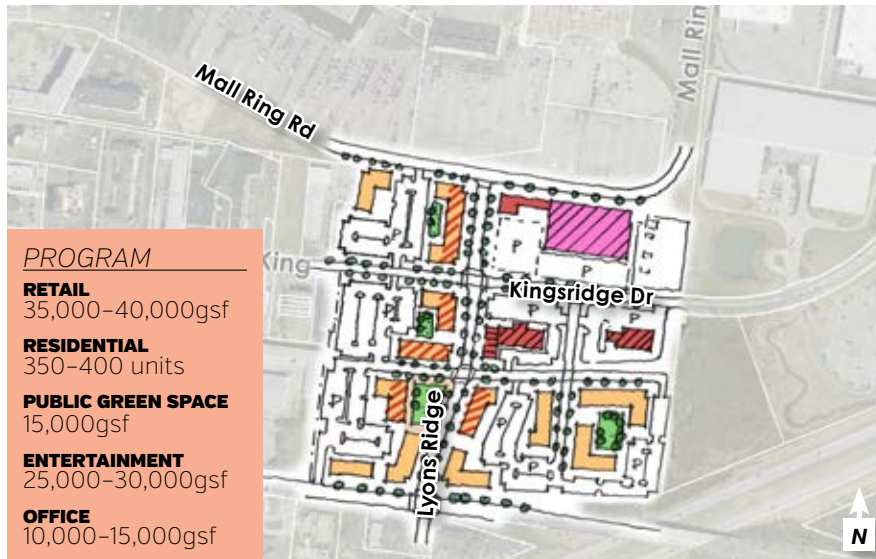 Mall Ring Rd
Mall Rin
King
Kingsridge Dr
Lyons Ridge
P
P
P
P
P
P
P
P
P
P
PROGRAM
RETAIL
35,000–40,000gsf
RESIDENTIAL
350–400 units
PUBLIC GREEN SPACE
15,000gsf
ENTERTAINMENT
25,000–30,000gsf
OFFICE
10,000–15,000gsf
N